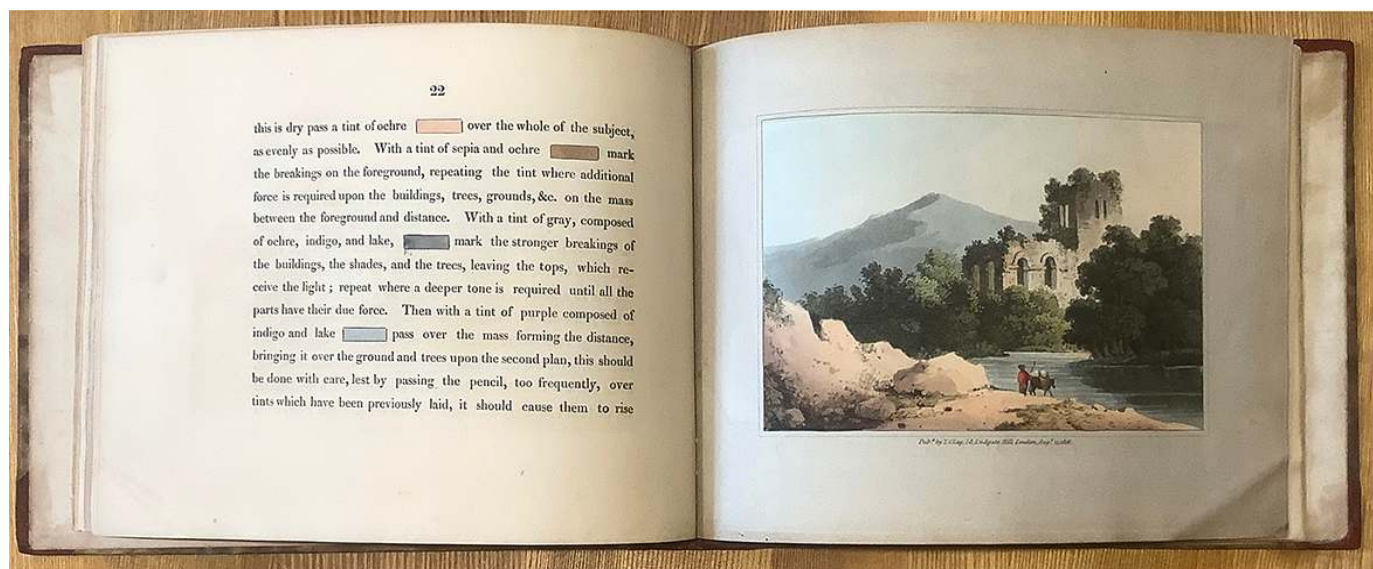 22
this is dry pass a tint of ochre over the whole of the subject,
as evenly as possible. With a tint of sepia and ochre mark
the breakings on the foreground, repeating the tint where additional
force is required upon the buildings, trees, grounds, &c. on the mass
between the foreground and distance. With a tint of gray, composed
of ochre, indigo, and lake, mark the stronger breakings of
the buildings, the shades, and the trees, leaving the tops, which re-
ceive the light; repeat where a deeper tone is required until all the
parts have their due force. Then with a tint of purple composed of
indigo and lake pass over the mass forming the distance,
bringing it over the ground and trees upon the second plan, this should
be done with care, lest by passing the pencil, too frequently, over
tints which have been previously laid, it should cause them to rise
Pub.d by Ludgate Hill, London, Aug.t